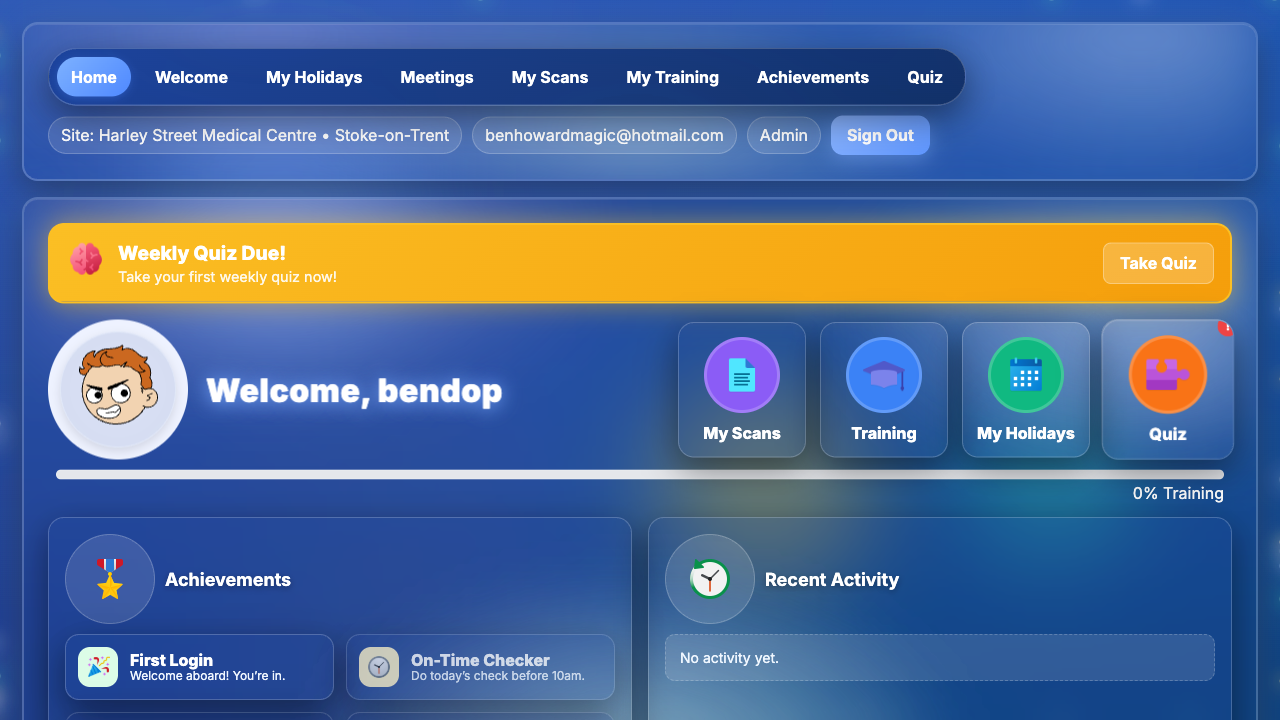 Home Welcome My Holidays Meetings My Scans My Training Achievements Quiz
Site: Harley Street Medical Centre • Stoke-on-Trent benhowardmagic@hotmail.com Admin Sign Out
Weekly Quiz Due!
Take your first weekly quiz now!
Take Quiz
Welcome, bendop
My Scans Training My Holidays Quiz
0% Training
Achievements
First Login
Welcome aboard! You’re in.
On-Time Checker
Do today’s check before 10am.
Recent Activity
No activity yet.